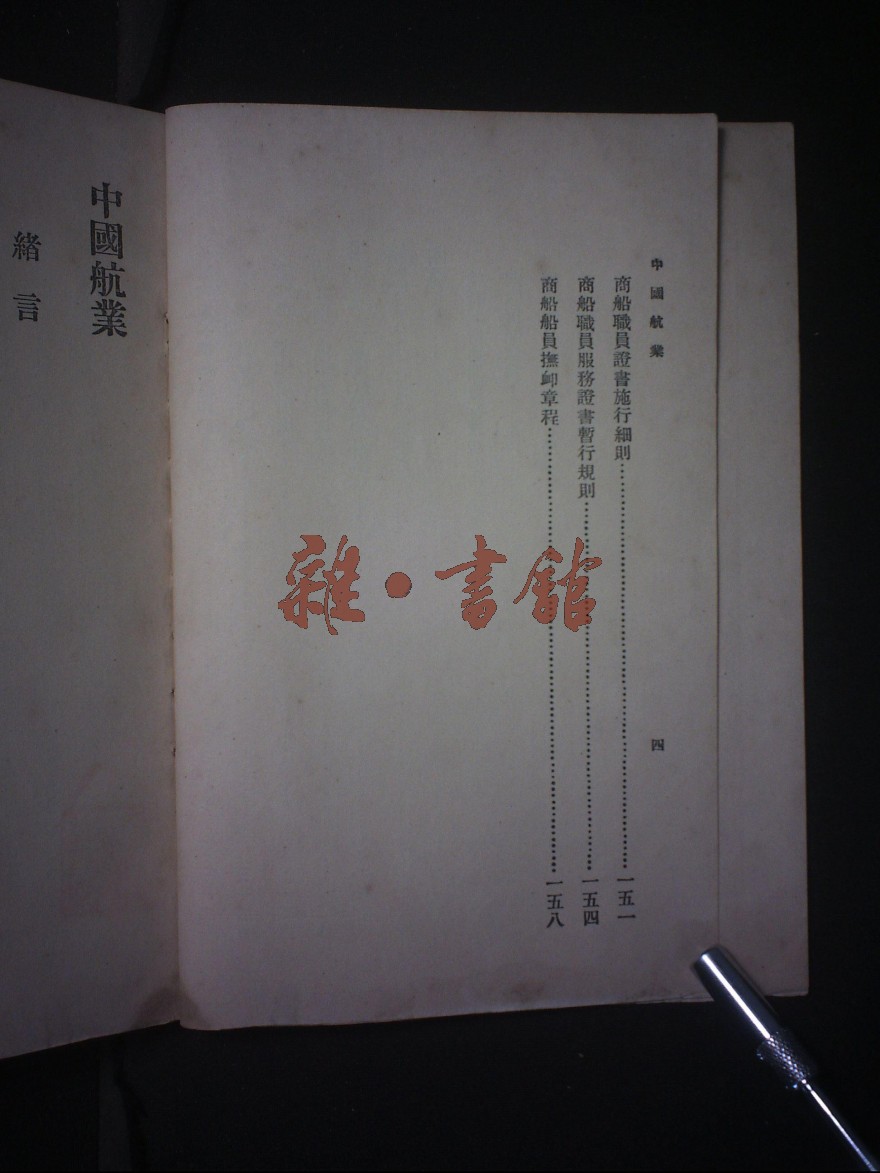 中國航業
四
商船職員證書施行細則……一五一
商船職員服務證書暫行規則……一五四
商船船員撫卹章程……一五八
中國航業
緒言
雜·書館